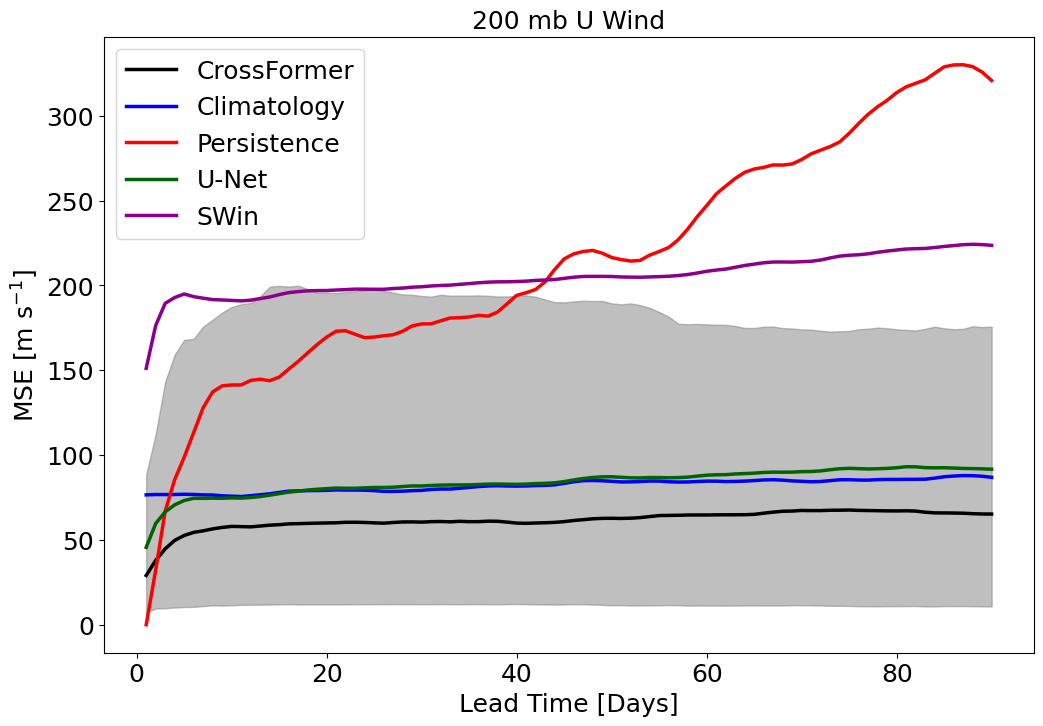 200 mb U Wind
CrossFormer
Climatology
Persistence
U-Net
SWin
MSE [m s⁻¹]
300
250
200
150
100
50
0
0 20 40 60 80
Lead Time [Days]